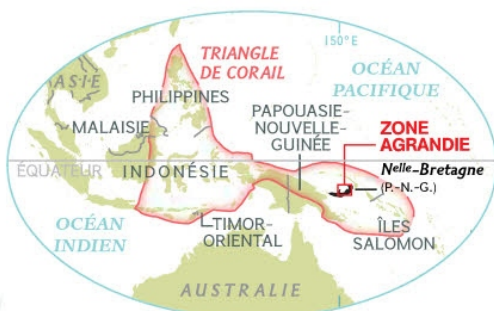 150°E
TRIANGLE
DE CORAIL
OCÉAN
PACIFIQUE
ASIE
PHILIPPINES
PAPOUASIE-
NOUVELLE-
GUINÉE
ZONE
AGRANDIE
MALAISIE
ÉQUATEUR
INDONÉSIE
Nelle-Bretagne
(P.-N.-G.)
OCÉAN
INDIEN
TIMOR-
ORIENTAL
ÎLES
SALOMON
AUSTRALIE